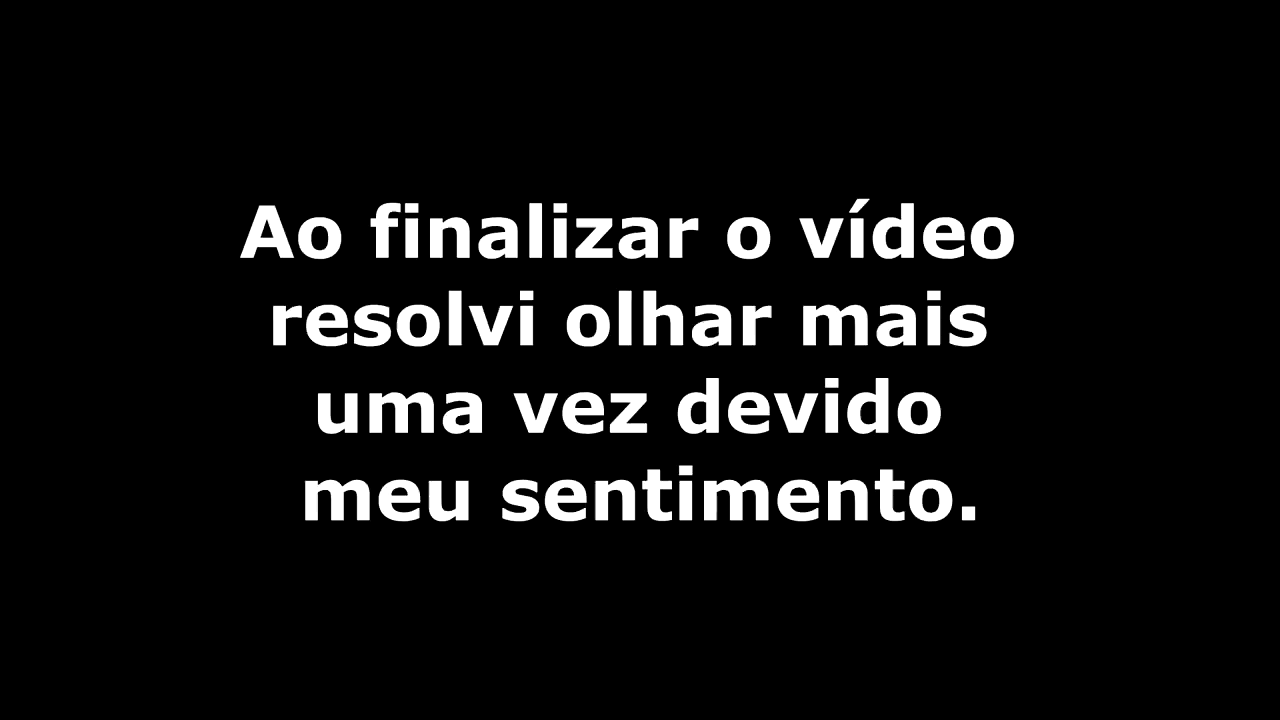 Ao finalizar o vídeo
resolvi olhar mais
uma vez devido
meu sentimento.